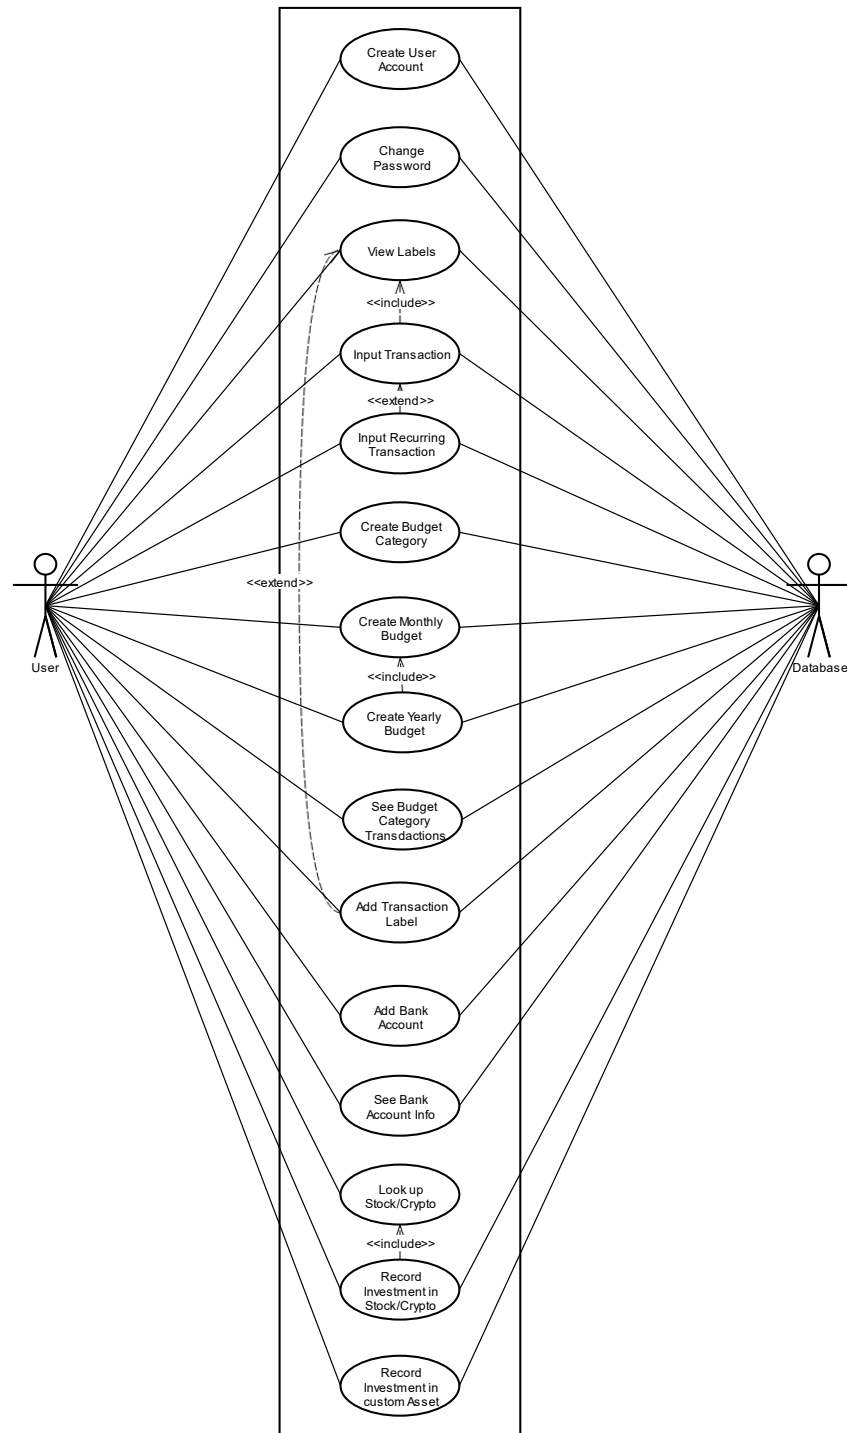 Create User
Account
Change
Password
View Labels
<<include>>
Input Transaction
<<extend>>
Input Recurring
Transaction
Create Budget
Category
<<extend>>
Create Monthly
Budget
User
Database
<<include>>
Create Yearly
Budget
See Budget
Category
Transdactions
Add Transaction
Label
Add Bank
Account
See Bank
Account Info
Look up
Stock/Crypto
<<include>>
Record
Investment in
Stock/Crypto
Record
Investment in
custom Asset